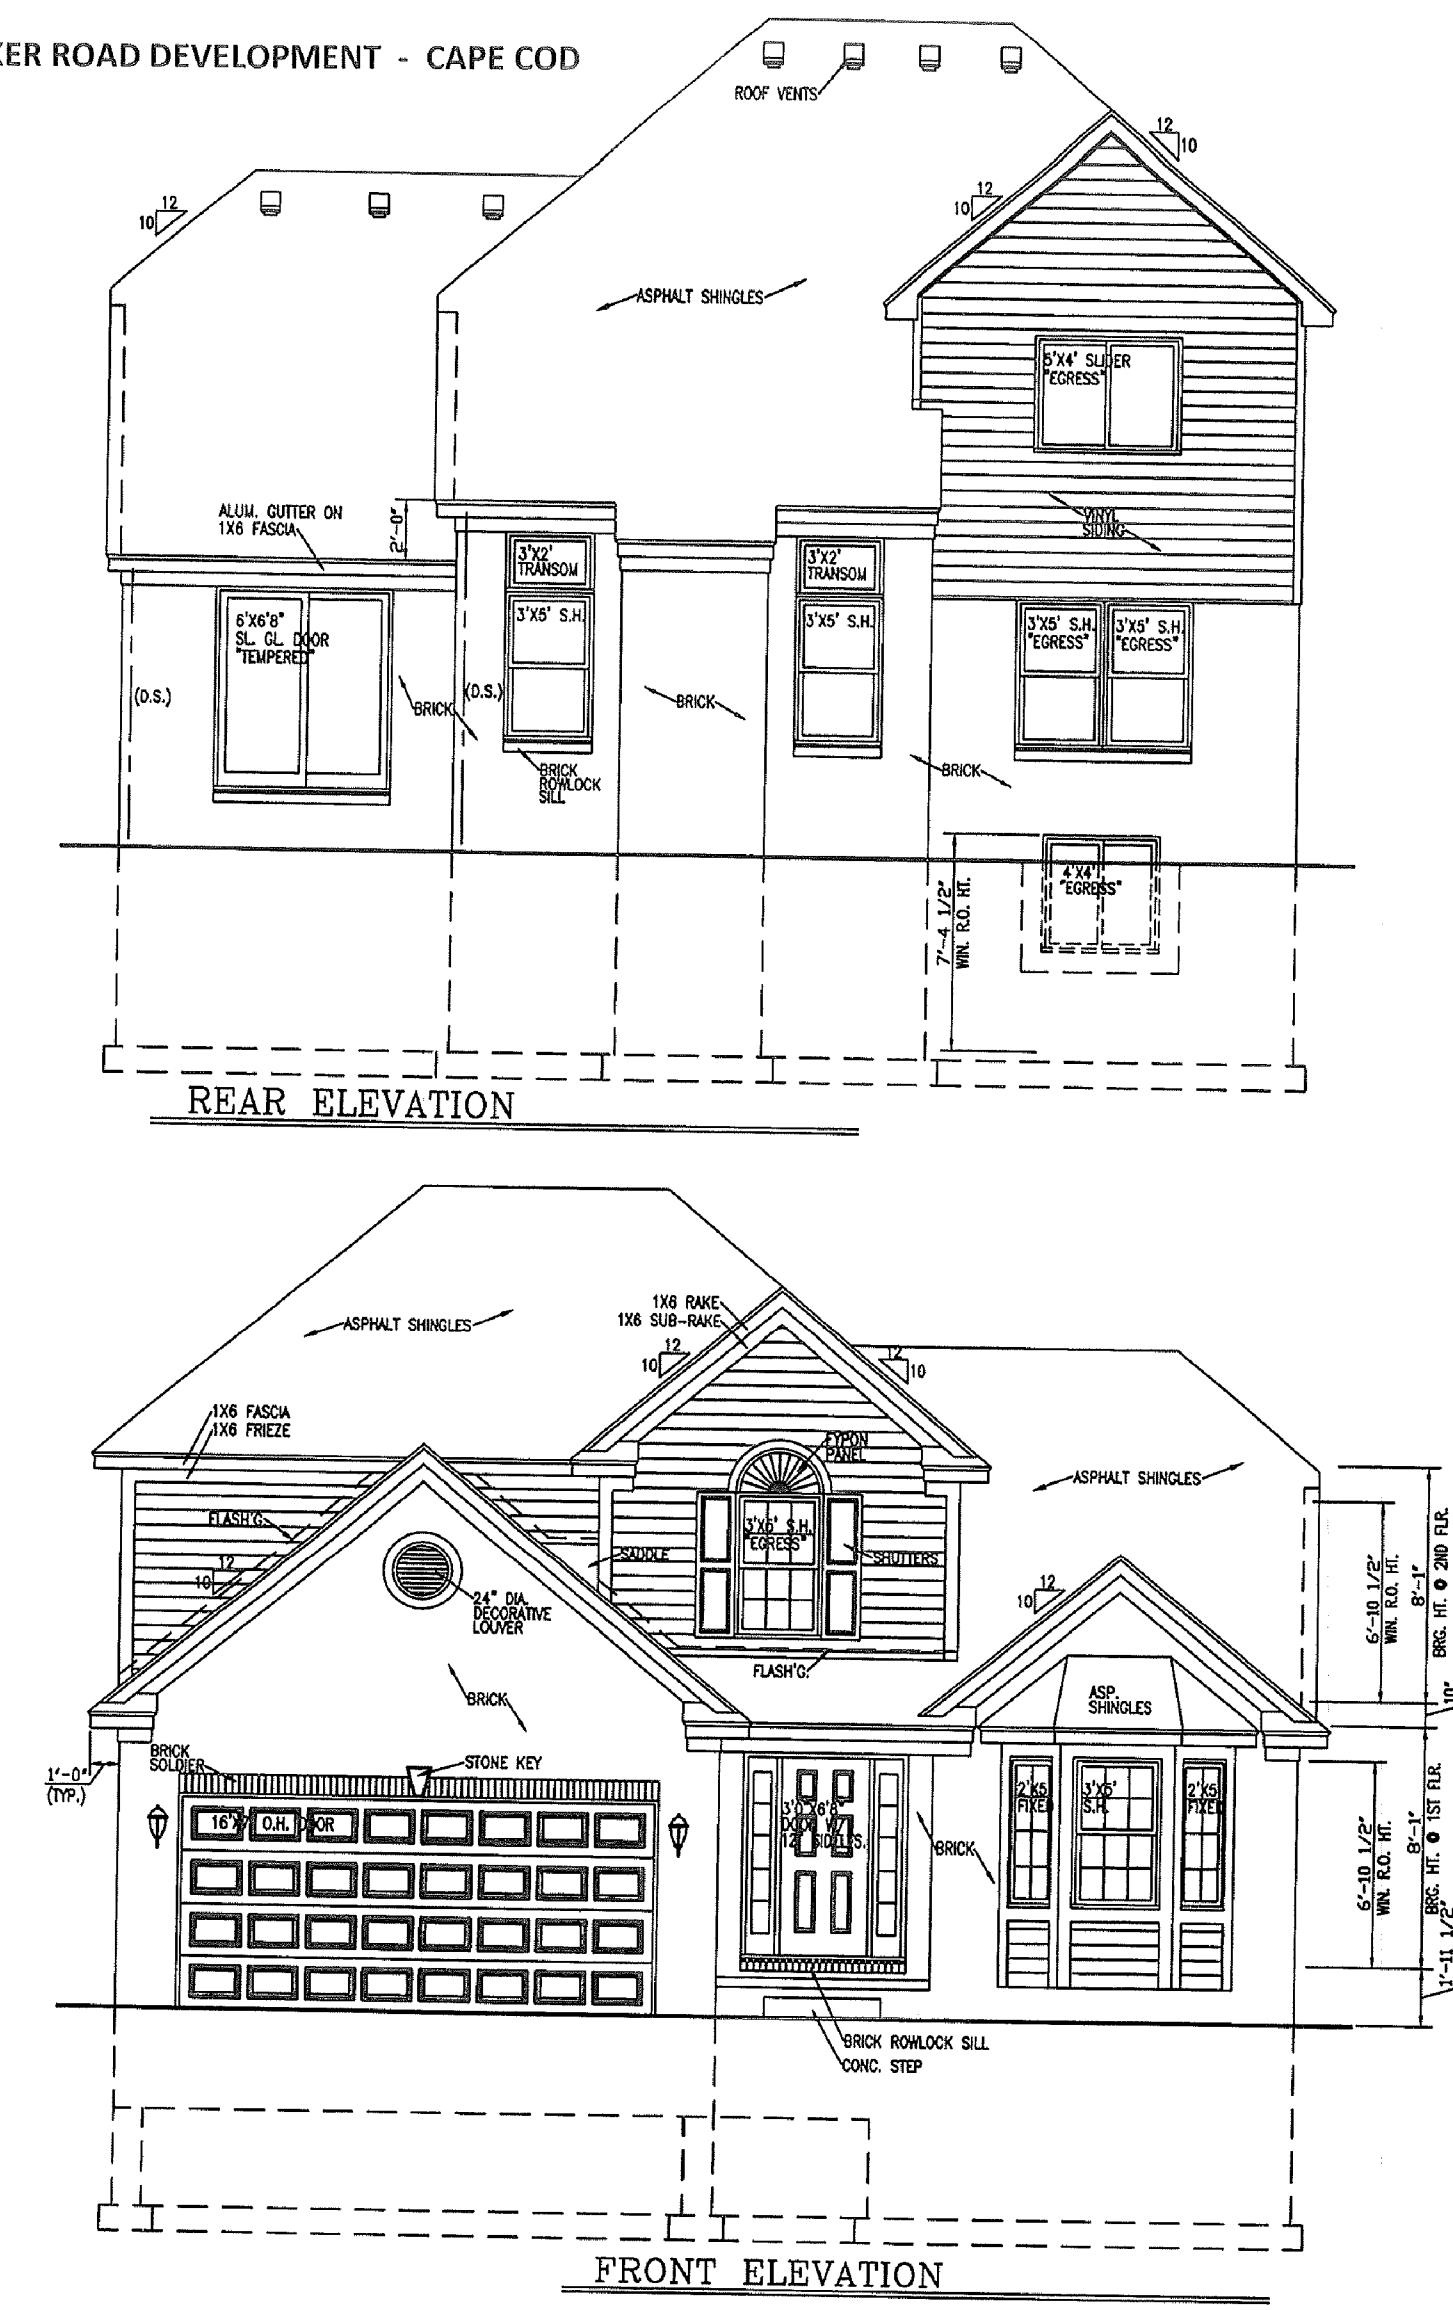 KER ROAD DEVELOPMENT - CAPE COD
ROOF VENTS
12
10
12
10
12
10
ASPHALT SHINGLES
5'X4' SLIDER
"EGRESS"
ALUM. GUTTER ON
1X6 FASCIA
2'-0"
VINYL
SIDING
3'X2'
TRANSOM
3'X2'
TRANSOM
6'X6'8"
SL. GL. DOOR
"TEMPERED"
3'X5' S.H.
3'X5' S.H.
3'X5' S.H.
"EGRESS"
3'X5' S.H.
"EGRESS"
(D.S.)
(D.S.)
BRICK
BRICK
BRICK
ROWLOCK
SILL
BRICK
4'X4'
"EGRESS"
7'-4 1/2"
WIN. R.O. HT.
REAR ELEVATION
1X6 RAKE
1X6 SUB-RAKE
ASPHALT SHINGLES
12
10
12
10
1X6 FASCIA
1X6 FRIEZE
FYPON
PANEL
ASPHALT SHINGLES
FLASH'G.
3'X6' S.H.
"EGRESS"
SADDLE
SHUTTERS
12
10
24" DIA.
DECORATIVE
LOUVER
12
10
6'-10 1/2"
WIN. R.O. HT.
8'-1"
BRG. HT. @ 2ND FLR.
FLASH'G.
BRICK
ASP.
SHINGLES
10"
BRICK
SOLDIER
STONE KEY
1'-0"
(TYP.)
16'X7' O.H. DOOR
3'0"X6'8"
DOOR W/
12" SIDLTS.
2'X5'
FIXED
3'X5'
S.H.
2'X5'
FIXED
BRICK
6'-10 1/2"
WIN. R.O. HT.
8'-1"
BRG. HT. @ 1ST FLR.
1'-11 1/2"
BRICK ROWLOCK SILL
CONC. STEP
FRONT ELEVATION